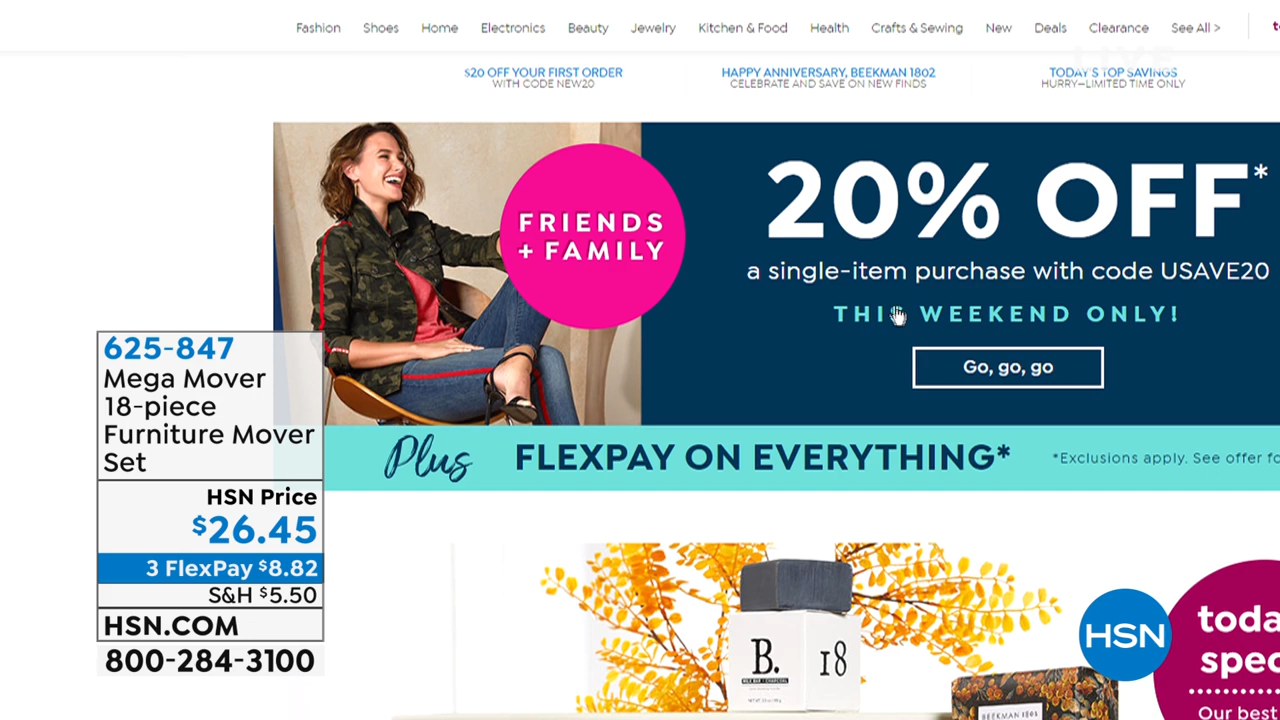 Fashion Shoes Home Electronics Beauty Jewelry Kitchen & Food Health Crafts & Sewing New Deals Clearance See All >
LIVE
$20 OFF YOUR FIRST ORDER
WITH CODE NEW20
HAPPY ANNIVERSARY, BEEKMAN 1802
CELEBRATE AND SAVE ON NEW FINDS
TODAY'S TOP SAVINGS
HURRY—LIMITED TIME ONLY
FRIENDS
+ FAMILY
20% OFF*
a single-item purchase with code USAVE20
THIS WEEKEND ONLY!
Go, go, go
Plus FLEXPAY ON EVERYTHING*
*Exclusions apply. See offer fo
625-847
Mega Mover
18-piece
Furniture Mover
Set
HSN Price
$26.45
3 FlexPay $8.82
S&H $5.50
HSN.COM
800-284-3100
B.
18
BEEKMAN 1802
HSN
toda
spec
Our best